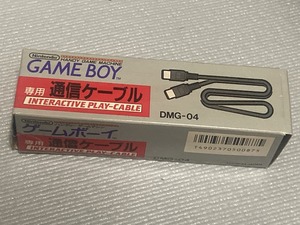 Nintendo
HANDY GAME MACHINE
GAME BOY™
専用 通信ケーブル
INTERACTIVE PLAY-CABLE
DMG-04
ゲームボーイ
専用 通信ケーブル
INTERACTIVE PLAY-CABLE